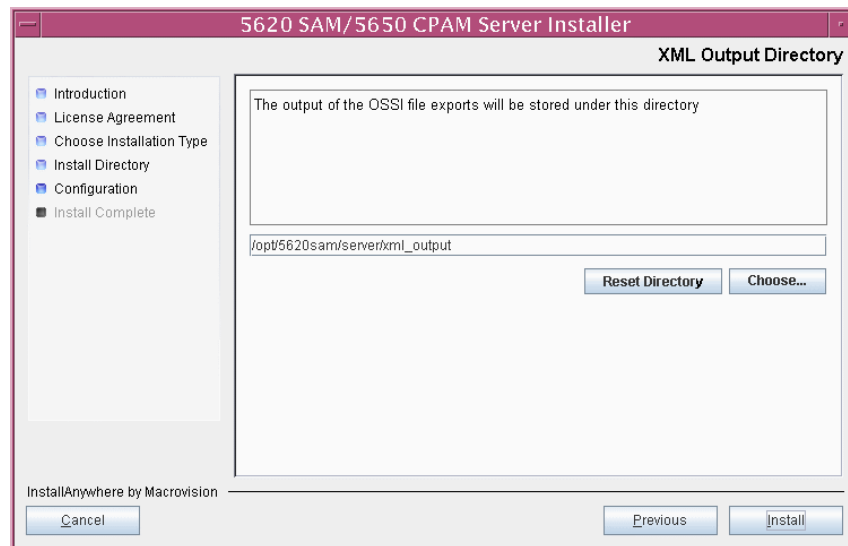 5620 SAM/5650 CPAM Server Installer
XML Output Directory
Introduction
License Agreement
Choose Installation Type
Install Directory
Configuration
Install Complete
The output of the OSSI file exports will be stored under this directory
/opt/5620sam/server/xml_output
Reset Directory
Choose...
InstallAnywhere by Macrovision
Cancel
Previous
Install